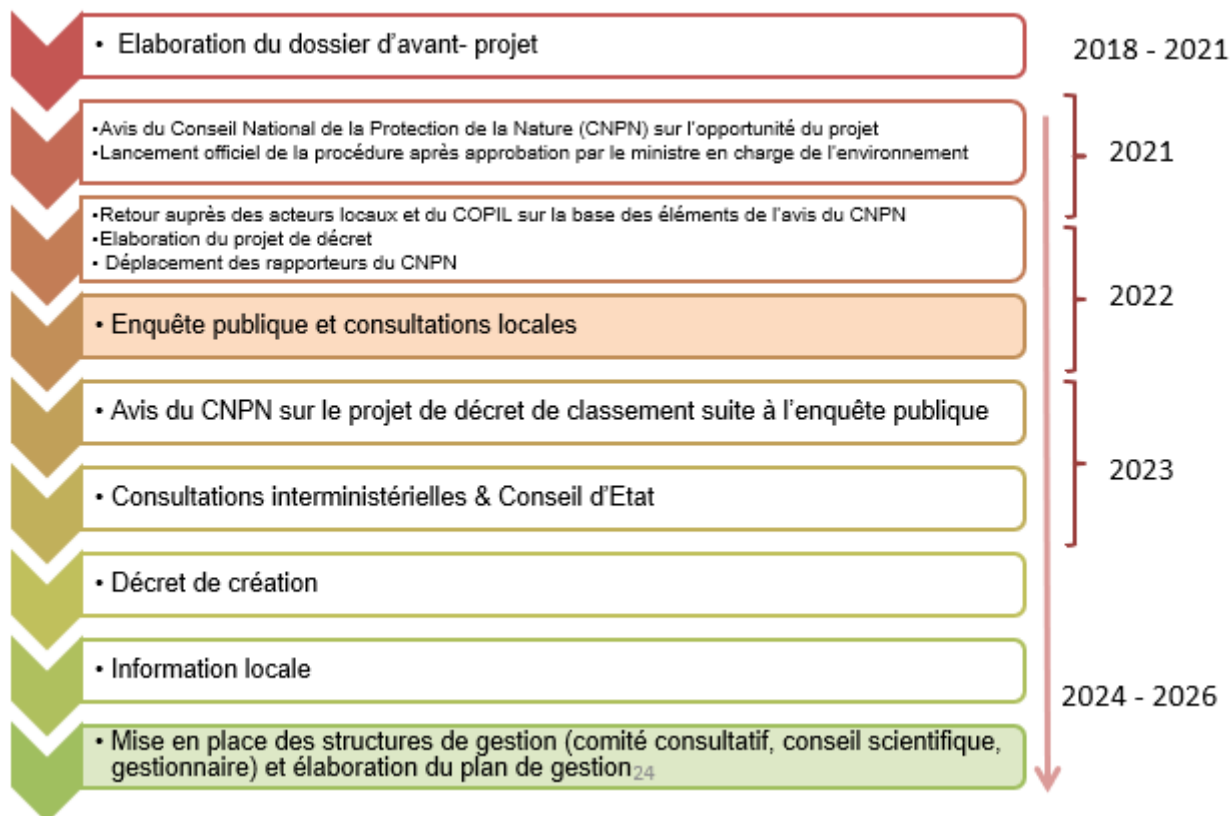 • Elaboration du dossier d'avant- projet
2018 - 2021
•Avis du Conseil National de la Protection de la Nature (CNPN) sur l'opportunité du projet
•Lancement officiel de la procédure après approbation par le ministre en charge de l'environnement
2021
•Retour auprès des acteurs locaux et du COPIL sur la base des éléments de l'avis du CNPN
•Elaboration du projet de décret
• Déplacement des rapporteurs du CNPN
2022
• Enquête publique et consultations locales
• Avis du CNPN sur le projet de décret de classement suite à l'enquête publique
2023
• Consultations interministérielles & Conseil d'Etat
• Décret de création
• Information locale
2024 - 2026
• Mise en place des structures de gestion (comité consultatif, conseil scientifique,
gestionnaire) et élaboration du plan de gestion
24